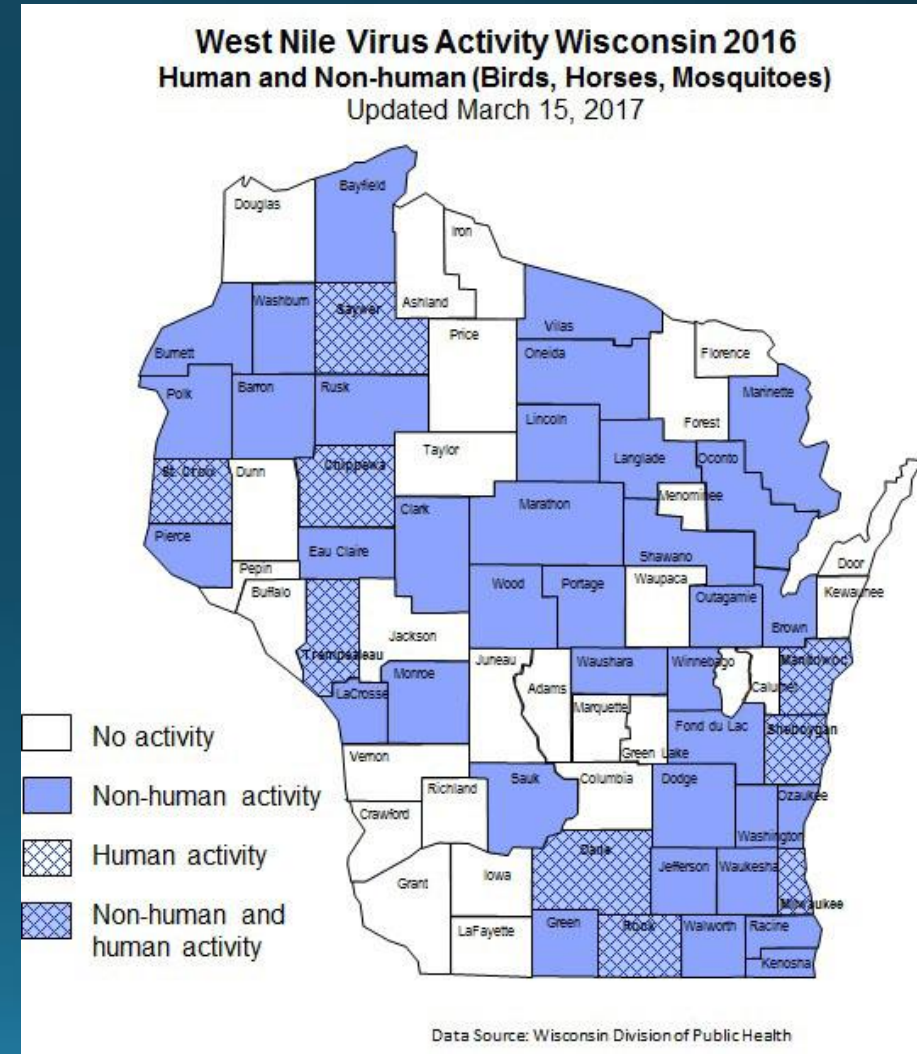 West Nile Virus Activity Wisconsin 2016
Human and Non-human (Birds, Horses, Mosquitoes)
Updated March 15, 2017
Bayfield
Douglas
Iron
Ashland
Washburn
Sawyer
Vilas
Price
Florence
Burnett
Oneida
Polk
Barron
Rusk
Marinette
Lincoln
Forest
Taylor
Langlade
Oconto
St. Croix
Dunn
Chippewa
Menominee
Clark
Marathon
Pierce
Eau Claire
Shawano
Door
Pepin
Wood
Portage
Waupaca
Buffalo
Outagamie
Kewaunee
Brown
Jackson
Trempealeau
Juneau
Waushara
Winnebago
Manitowoc
Monroe
LaCrosse
Adams
Calumet
Marquette
Fond du Lac
Sheboygan
Green Lake
Vernon
Sauk
Columbia
Dodge
Richland
Ozaukee
Crawford
Washington
Dane
Jefferson
Waukesha
Iowa
Grant
Milwaukee
LaFayette
Green
Rock
Walworth
Racine
Kenosha
No activity
Non-human activity
Human activity
Non-human and
human activity
Data Source: Wisconsin Division of Public Health